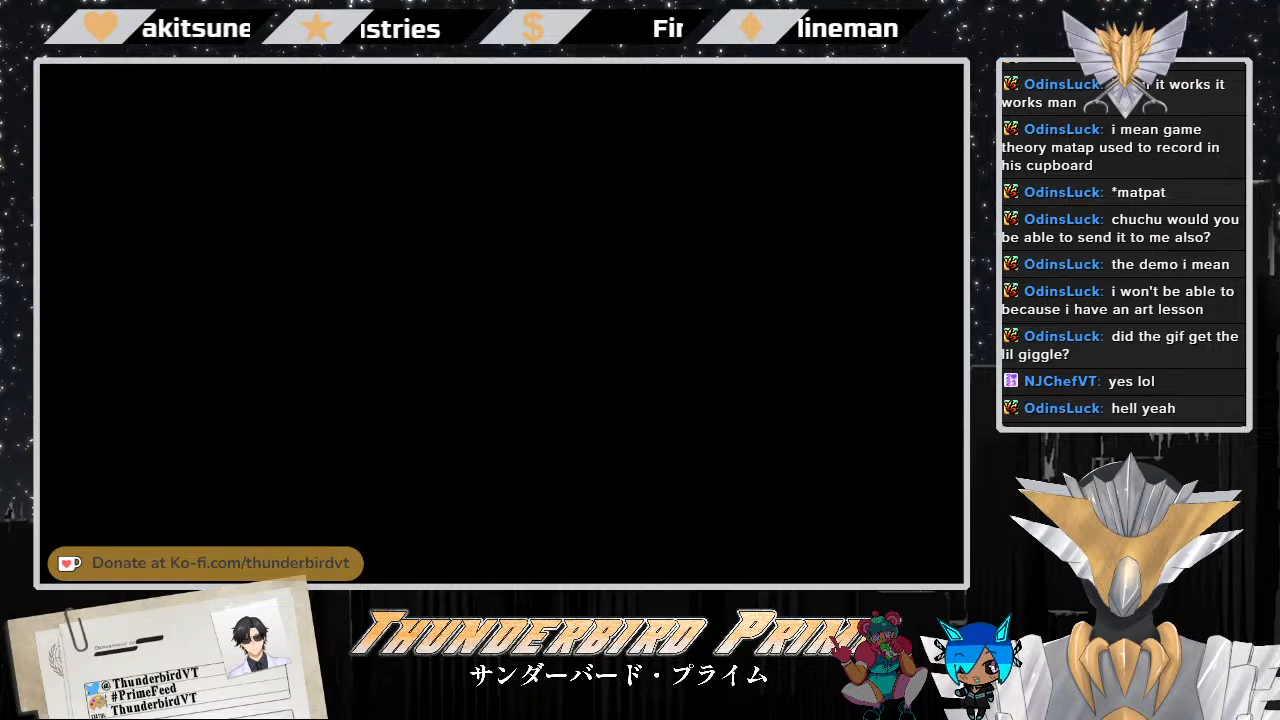 akitsune
istries
$
Fir
lineman
OdinsLuck: it works it
works man
OdinsLuck: i mean game
theory matap used to record in
his cupboard
OdinsLuck: *matpat
OdinsLuck: chuchu would you
be able to send it to me also?
OdinsLuck: the demo i mean
OdinsLuck: i won't be able to
because i have an art lesson
OdinsLuck: did the gif get the
lil giggle?
NJChefVT: yes lol
OdinsLuck: hell yeah
Donate at Ko-fi.com/thunderbirdvt
@ThunderbirdVT
#PrimeFeed
ThunderbirdVT
THUNDERBIRD PRIM
サンダーバード・プライム